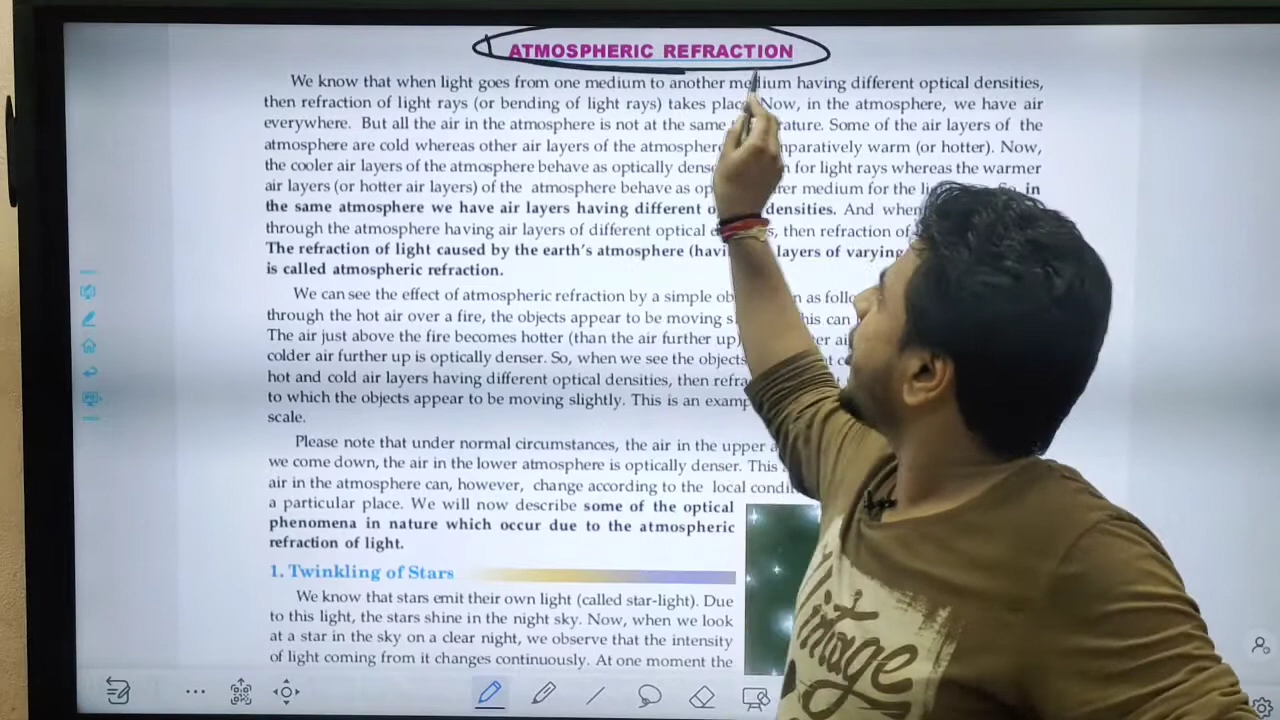 ATMOSPHERIC REFRACTION
We know that when light goes from one medium to another medium having different optical densities,
then refraction of light rays (or bending of light rays) takes place. Now, in the atmosphere, we have air
everywhere. But all the air in the atmosphere is not at the same temperature. Some of the air layers of the
atmosphere are cold whereas other air layers of the atmosphere comparatively warm (or hotter). Now,
the cooler air layers of the atmosphere behave as optically denser for light rays whereas the warmer
air layers (or hotter air layers) of the atmosphere behave as medium for the in
the same atmosphere we have air layers having different densities. And when
through the atmosphere having air layers of different optical then refraction of
The refraction of light caused by the earth's atmosphere layers of varying
is called atmospheric refraction.
We can see the effect of atmospheric refraction by a simple as
through the hot air over a fire, the objects appear to be moving can
The air just above the fire becomes hotter (than the air further up)
colder air further up is optically denser. So, when we see the objects
hot and cold air layers having different optical densities, then
to which the objects appear to be moving slightly. This is an
scale.
Please note that under normal circumstances, the air in the upper
we come down, the air in the lower atmosphere is optically denser. This
air in the atmosphere can, however, change according to the local
a particular place. We will now describe some of the optical
phenomena in nature which occur due to the atmospheric
refraction of light.
1. Twinkling of Stars
We know that stars emit their own light (called star-light). Due
to this light, the stars shine in the night sky. Now, when we look
at a star in the sky on a clear night, we observe that the intensity
of light coming from it changes continuously. At one moment the